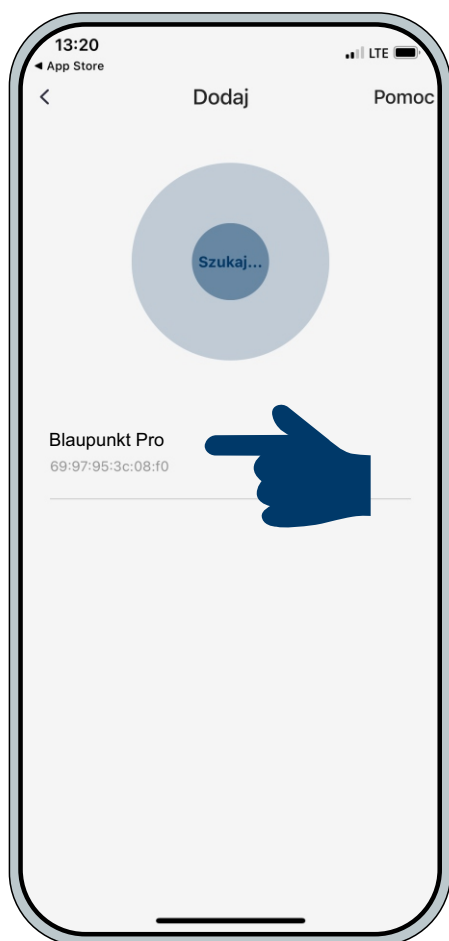 13:20
LTE
◄ App Store
<
Dodaj
Pomoc
Szukaj...
Blaupunkt Pro
69:97:95:3c:08:f0